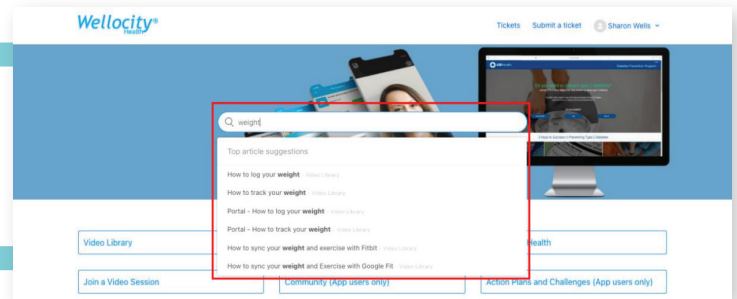 Wellocity®
Health
Tickets Submit a ticket Sharon Wells
weight
Top article suggestions
How to log your weight - Video Library
How to track your weight - Video Library
Portal - How to log your weight - Video Library
Portal - How to track your weight - Video Library
How to sync your weight and exercise with Fitbit - Video Library
How to sync your weight and Exercise with Google Fit - Video Library
Video Library
Health
Join a Video Session
Community (App users only)
Action Plans and Challenges (App users only)